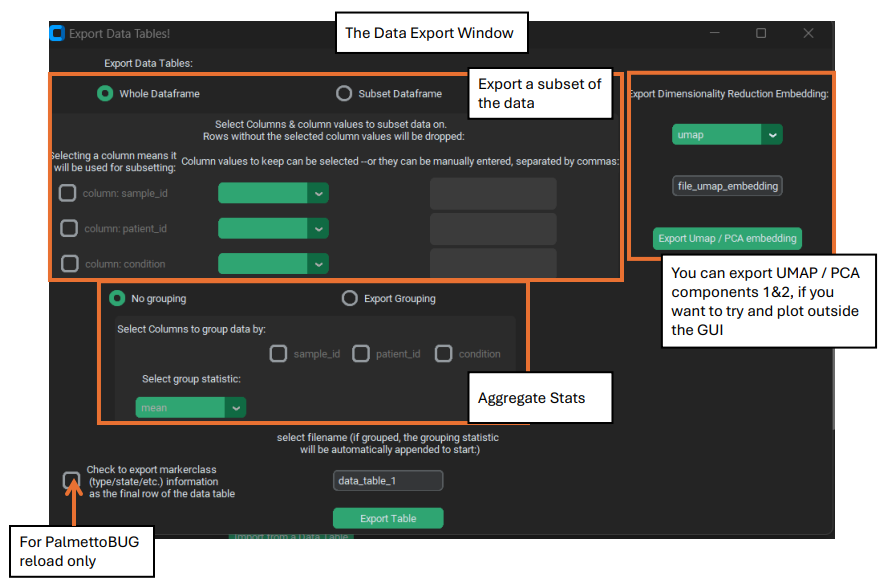 Export Data Tables!
The Data Export Window
Export Data Tables:
Whole Dataframe
Subset Dataframe
Export a subset of
the data
Export Dimensionality Reduction Embedding:
Select Columns & column values to subset data on.
Rows without the selected column values will be dropped:
Selecting a column means it
will be used for subsetting:
Column values to keep can be selected --or they can be manually entered, separated by commas:
column: sample_id
column: patient_id
column: condition
umap
file_umap_embedding
Export Umap / PCA embedding
You can export UMAP / PCA
components 1&2, if you
want to try and plot outside
the GUI
No grouping
Export Grouping
Select Columns to group data by:
sample_id
patient_id
condition
Select group statistic:
mean
Aggregate Stats
select filename (if grouped, the grouping statistic
will be automatically appended to start:)
Check to export markerclass
(type/state/etc.) information
as the final row of the data table
data_table_1
Export Table
For PalmettoBUG
reload only
Import from a Data Table